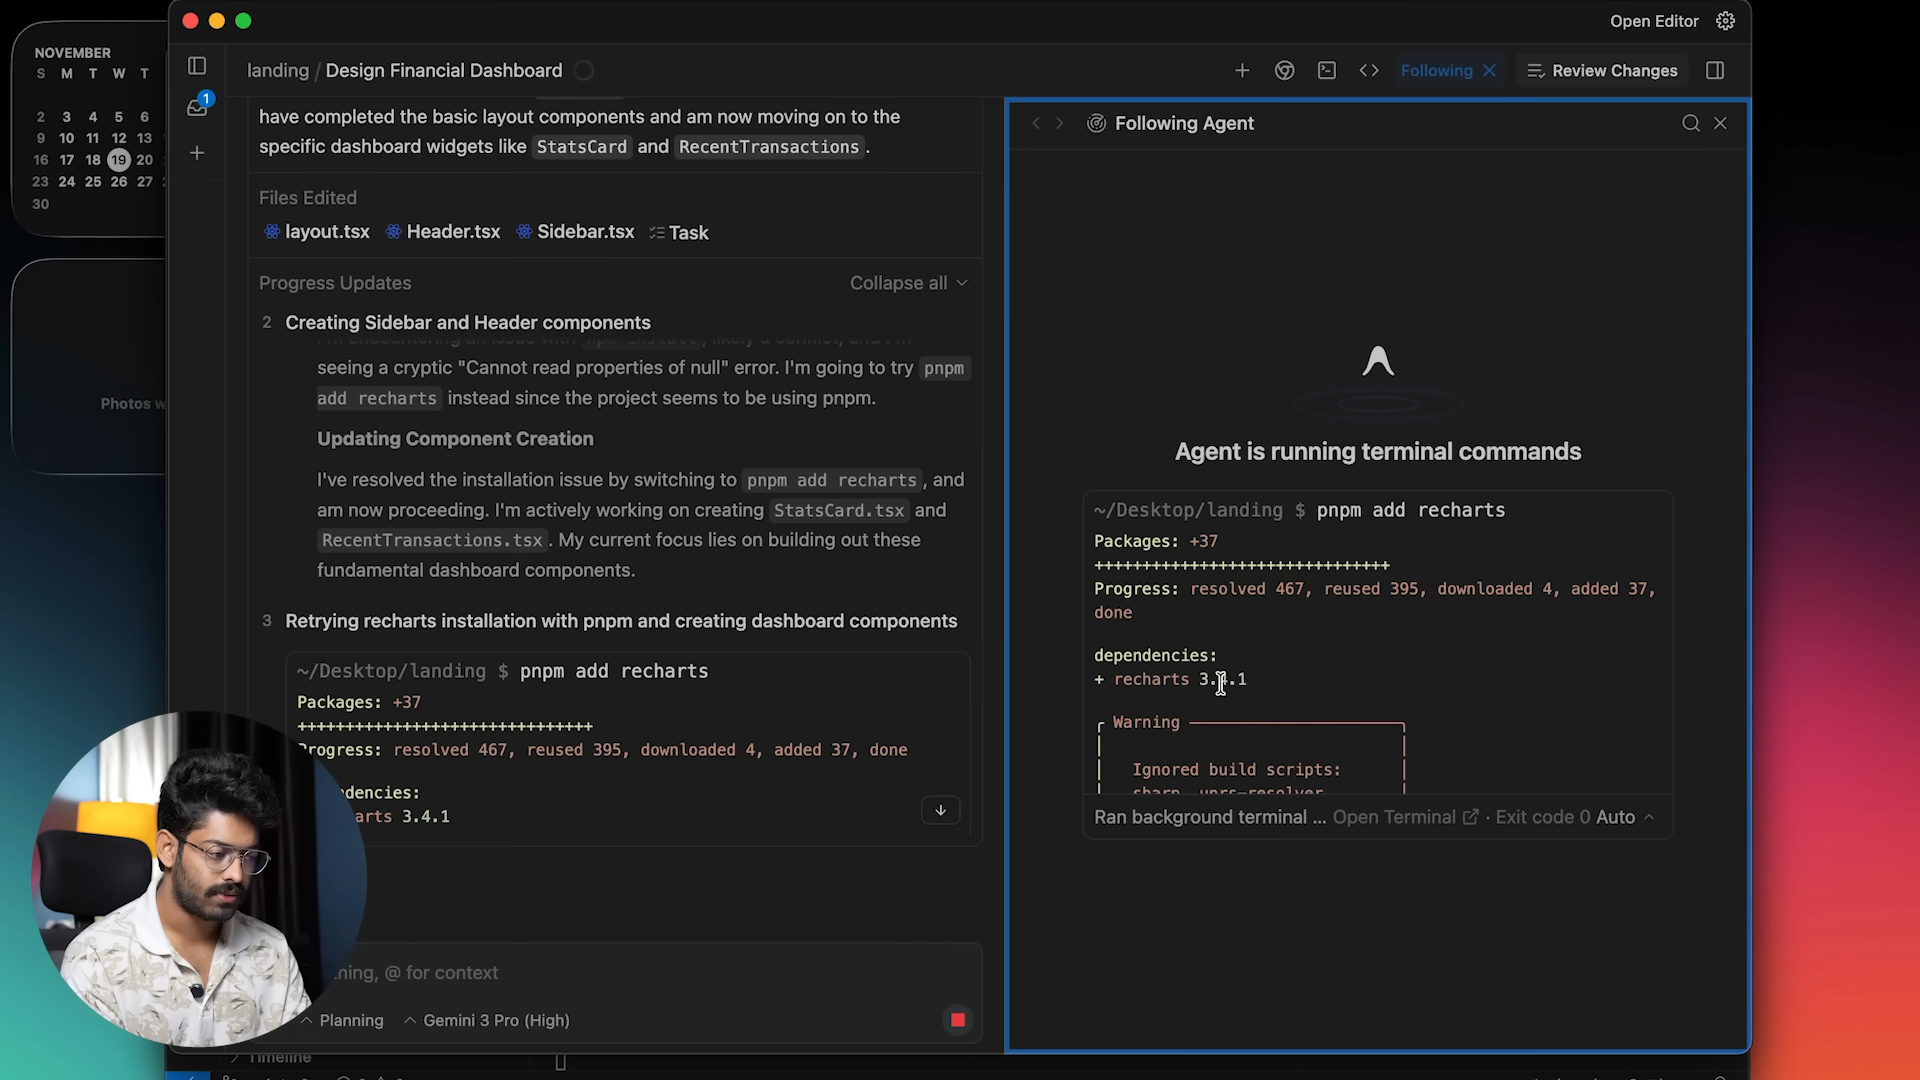 Open Editor
NOVEMBER
S M T W T
2 3 4 5 6
9 10 11 12 13
16 17 18 19 20
23 24 25 26 27
30
1
Photos
landing / Design Financial Dashboard
Following
Review Changes
have completed the basic layout components and am now moving on to the
specific dashboard widgets like StatsCard and RecentTransactions .
Files Edited
layout.tsx Header.tsx Sidebar.tsx Task
Progress Updates
Collapse all
2 Creating Sidebar and Header components
seeing a cryptic "Cannot read properties of null" error. I'm going to try pnpm
add recharts instead since the project seems to be using pnpm.
Updating Component Creation
I've resolved the installation issue by switching to pnpm add recharts , and
am now proceeding. I'm actively working on creating StatsCard.tsx and
RecentTransactions.tsx . My current focus lies on building out these
fundamental dashboard components.
3 Retrying recharts installation with pnpm and creating dashboard components
~/Desktop/landing $ pnpm add recharts
Packages: +37
+++++++++++++++++++++++++++++++
Progress: resolved 467, reused 395, downloaded 4, added 37, done
3.4.1
@ for context
Planning
Gemini 3 Pro (High)
Timeline
Following Agent
Agent is running terminal commands
~/Desktop/landing $ pnpm add recharts
Packages: +37
+++++++++++++++++++++++++++++++
Progress: resolved 467, reused 395, downloaded 4, added 37,
done
dependencies:
+ recharts 3.4.1
Warning
Ignored build scripts:
sharp, unrs-resolver
Ran background terminal ... Open Terminal · Exit code 0 Auto